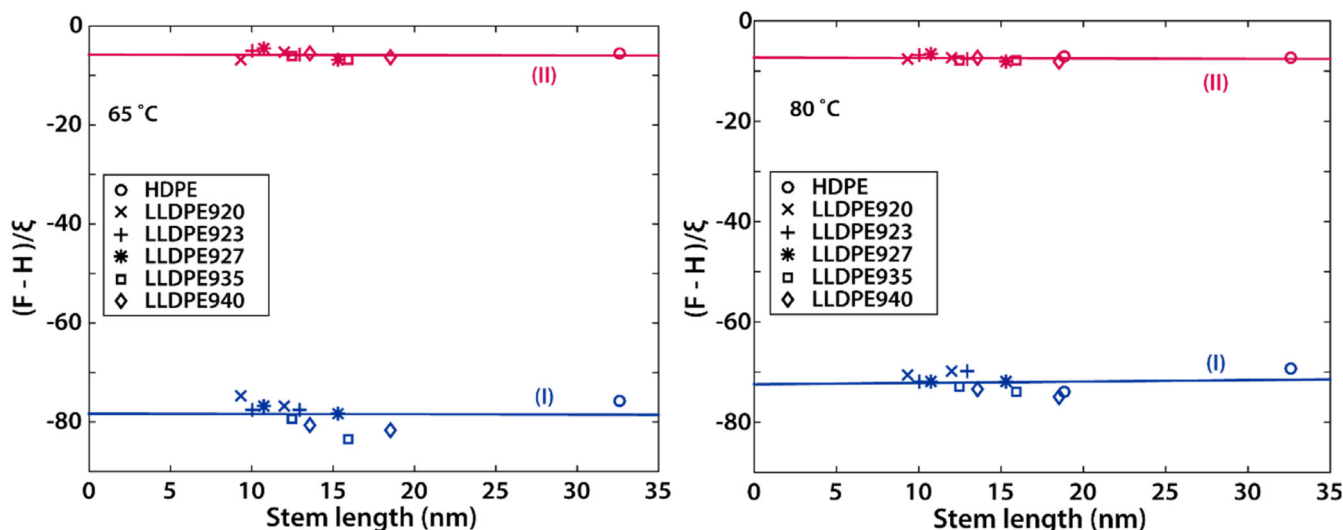 0
-20
-40
-60
-80
(F - H )/ξ
65 °C
(II)
HDPE
LLDPE920
LLDPE923
LLDPE927
LLDPE935
LLDPE940
(I)
0 5 10 15 20 25 30 35
Stem length (nm)
0
-20
-40
-60
-80
(F - H )/ξ
80 °C
(II)
HDPE
LLDPE920
LLDPE923
LLDPE927
LLDPE935
LLDPE940
(I)
0 5 10 15 20 25 30 35
Stem length (nm)